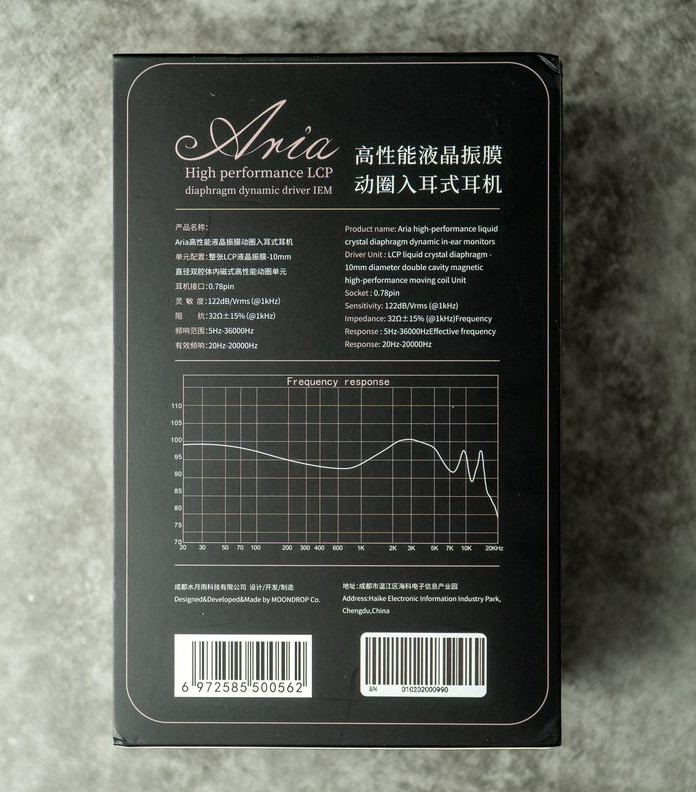 Aria
High performance LCP
diaphragm dynamic driver IEM
高性能液晶振膜
动圈入耳式耳机
产品名称:
Aria高性能液晶振膜动圈入耳式耳机
单元配置:整张LCP液晶振膜-10mm
直径双腔体内磁式高性能动圈单元
耳机接口:0.78pin
灵 敏 度:122dB/Vrms (@1kHz)
阻 抗:32Ω±15% (@1kHz)
频响范围:5Hz-36000Hz
有效频响:20Hz-20000Hz
Product name: Aria high-performance liquid
crystal diaphragm dynamic in-ear monitors
Driver Unit : LCP liquid crystal diaphragm -
10mm diameter double cavity magnetic
high-performance moving coil Unit
Socket : 0.78pin
Sensitivity: 122dB/Vrms (@1kHz)
Impedance: 32Ω±15% (@1kHz)Frequency
Response : 5Hz-36000HzEffective frequency
Response: 20Hz-20000Hz
Frequency response
110
105
100
95
90
85
80
75
70
20 30 50 70 100 200 300 400 600 1K 2K 3K 5K 7K 10K 20KHz
成都水月雨科技有限公司 设计/开发/制造
Designed&Developed&Made by MOONDROP Co.
地址:成都市温江区海科电子信息产业园
Address:Haike Electronic Information Industry Park,
Chengdu,China
6 972585 500562
SN 010202000990